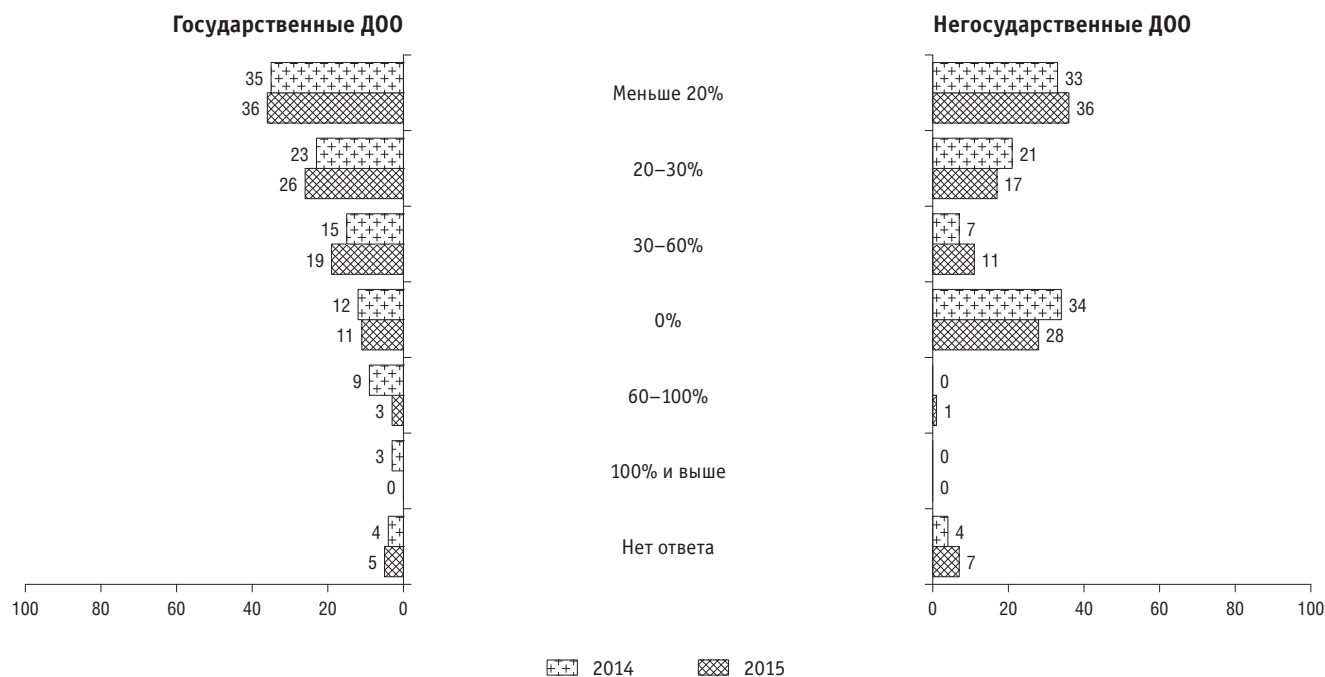 Государственные ДОО
Негосударственные ДОО
35 Меньше 20% 33
36 36
23 20–30% 21
26 17
15 30–60% 7
19 11
12 0% 34
11 28
9 60–100% 0
3 1
3 100% и выше 0
0 0
4 Нет ответа 4
5 7
100 80 60 40 20 0 0 20 40 60 80 100
2014 2015